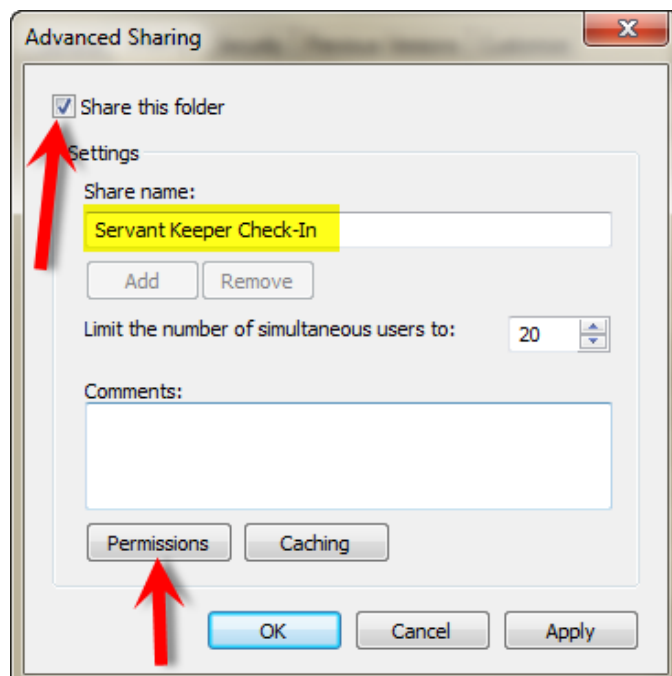 Advanced Sharing
Share this folder
Settings
Share name:
Servant Keeper Check-In
Add Remove
Limit the number of simultaneous users to: 20
Comments:
Permissions Caching
OK Cancel Apply